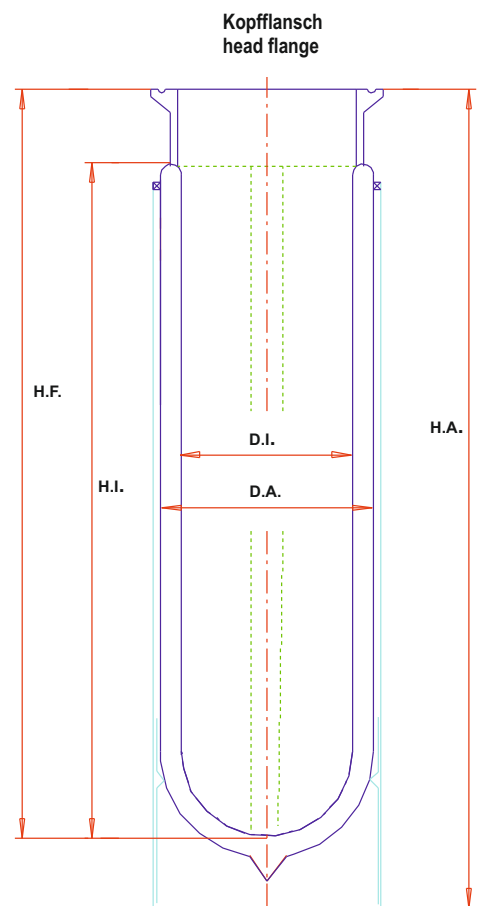 Kopfflansch
head flange
H.F.
H.A.
D.I.
H.I.
D.A.